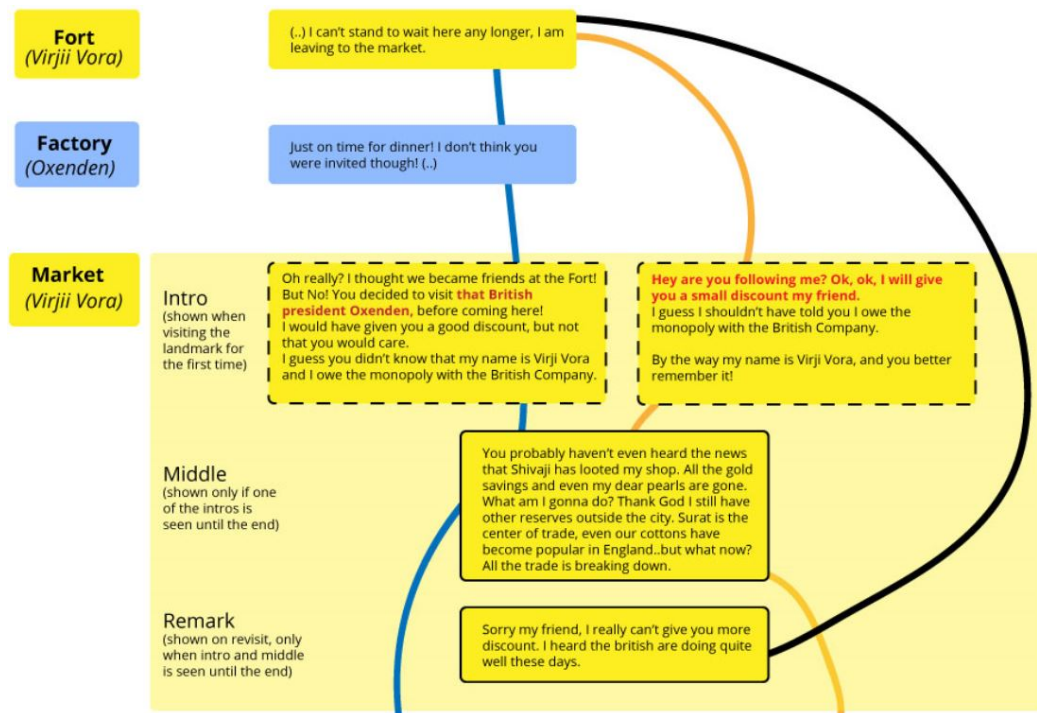 Fort
(Virjii Vora)
(..) I can't stand to wait here any longer, I am
leaving to the market.
Factory
(Oxenden)
Just on time for dinner! I don't think you
were invited though! (..)
Market
(Virjii Vora)
Intro
(shown when
visiting the
landmark for
the first time)
Oh really? I thought we became friends at the Fort!
But No! You decided to visit that British
president Oxenden, before coming here!
I would have given you a good discount, but not
that you would care.
I guess you didn't know that my name is Virji Vora
and I owe the monopoly with the British Company.
Hey are you following me? Ok, ok, I will give
you a small discount my friend.
I guess I shouldn't have told you I owe the
monopoly with the British Company.
By the way my name is Virji Vora, and you better
remember it!
Middle
(shown only if one
of the intros is
seen until the end)
You probably haven't even heard the news
that Shivaji has looted my shop. All the gold
savings and even my dear pearls are gone.
What am I gonna do? Thank God I still have
other reserves outside the city. Surat is the
center of trade, even our cottons have
become popular in England..but what now?
All the trade is breaking down.
Remark
(shown on revisit, only
when intro and middle
is seen until the end)
Sorry my friend, I really can't give you more
discount. I heard the british are doing quite
well these days.